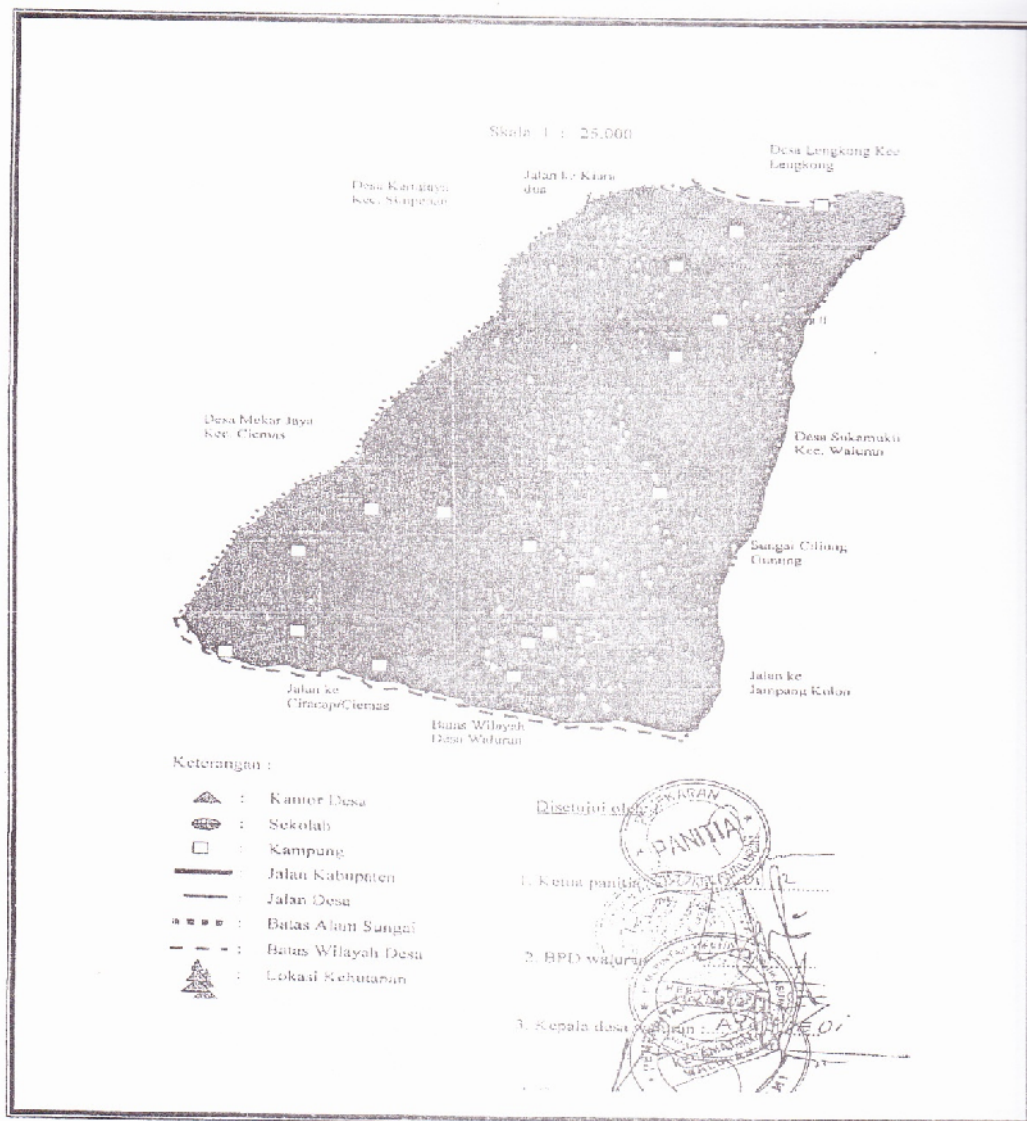 Skala 1 : 25.000
Desa Lengkung Kec
Lengkong
Jalan ke Kiara
dua
Desa Kertajaya
Kec. Simpenan
Desa Mekar Jaya
Kec. Ciemas
Desa Sukamukti
Kec. Waluran
Sungai
Gunting
Jalan ke
Jampang Kulon
Jalan ke
Ciracap/Ciemas
Batas Wilayah
Desa Waluran
Keterangan :
: Kantor Desa
: Sekolah
: Kampung
: Jalan Kabupaten
: Jalan Desa
: Batas Alam Sungai
: Batas Wilayah Desa
: Lokasi Kehutanan
Disetujui oleh
PANITIA
1. Ketua panitia
2. BPD waluran
3. Kepala desa waluran :